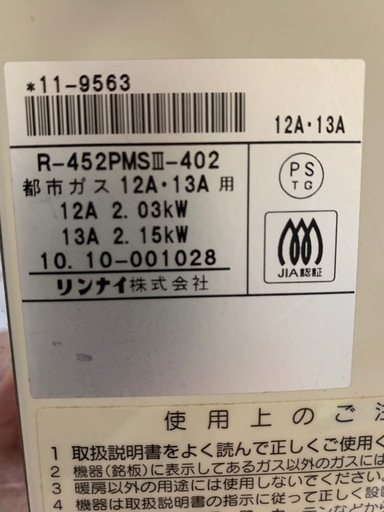 *11-9563
12A・13A
R-452PMSⅢ-402
都市ガス 12A・13A 用
12A 2.03kW
13A 2.15kW
10.10-001028
リンナイ株式会社
PS
TG
JIA認証
使用上のご注
1 取扱説明書をよく読んで正しくご使用く
2 機器(銘板)に表示してあるガス以外のガスには
3 暖房以外の用途には使用しないでください。
4 機器は取扱説明書の指示に従って正しく設